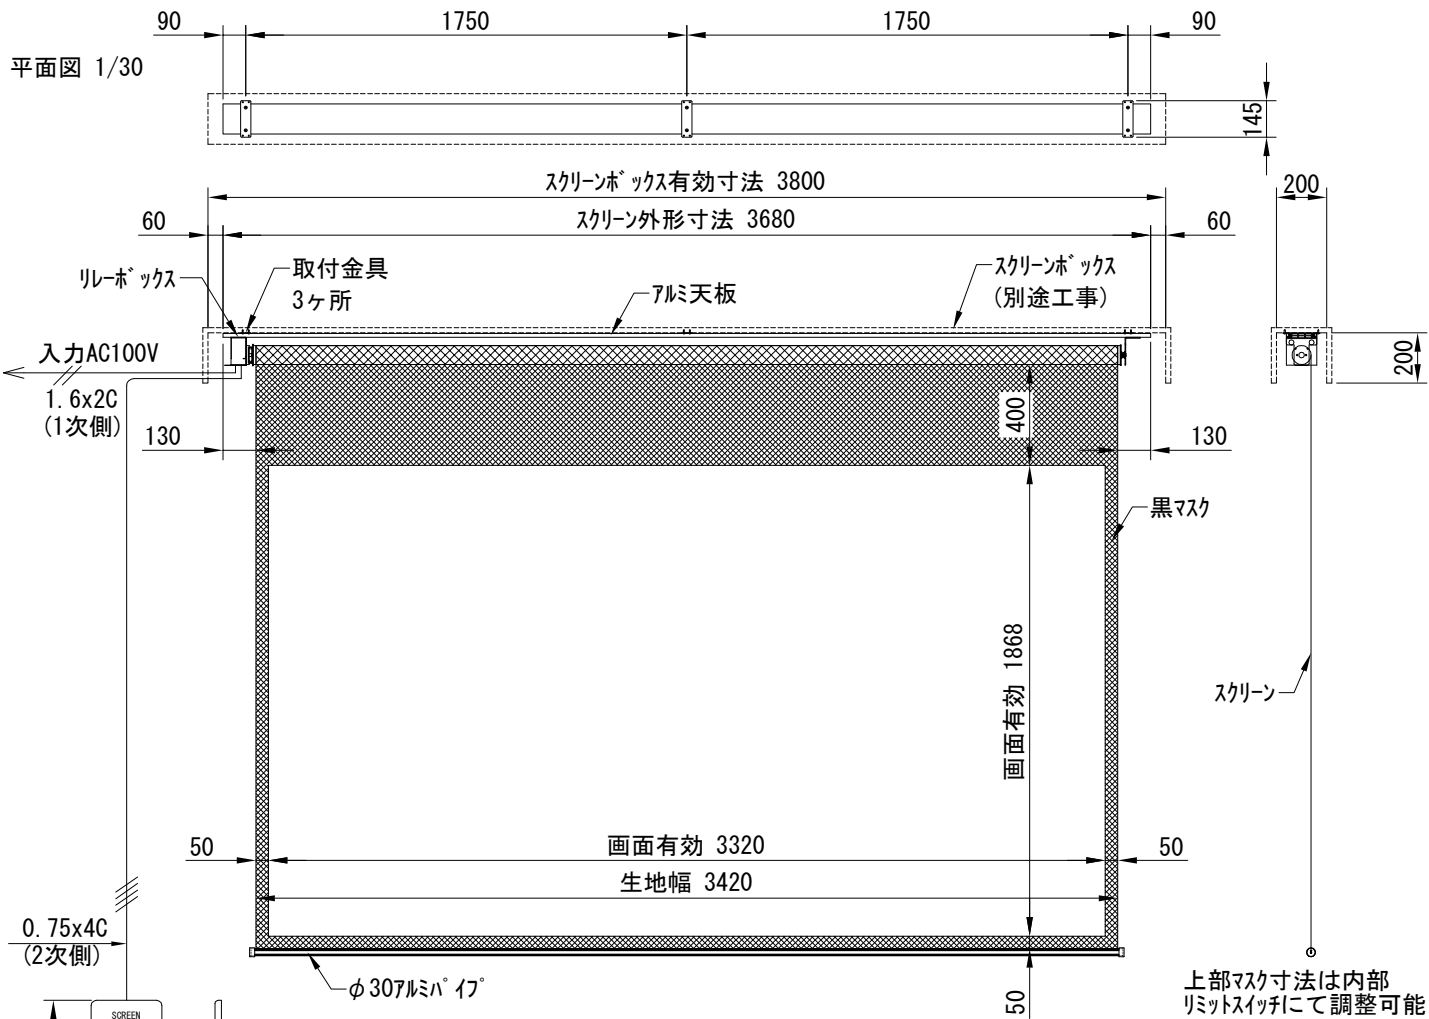 90 1750 1750 90
平面図 1/30
145
スクリーンボックス有効寸法 3800
200
60 スクリーン外形寸法 3680 60
リレーボックス
取付金具
3ヶ所
アルミ天板
スクリーンボックス
(別途工事)
入力AC100V
200
1.6x2C
(1次側)
400
130 130
黒マスク
画面有効 1868
スクリーン
50 画面有効 3320 50
生地幅 3420
0.75x4C
(2次側)
φ30アルミパイプ
50
上部マスク寸法は内部
リミットスイッチにて調整可能
SCREEN